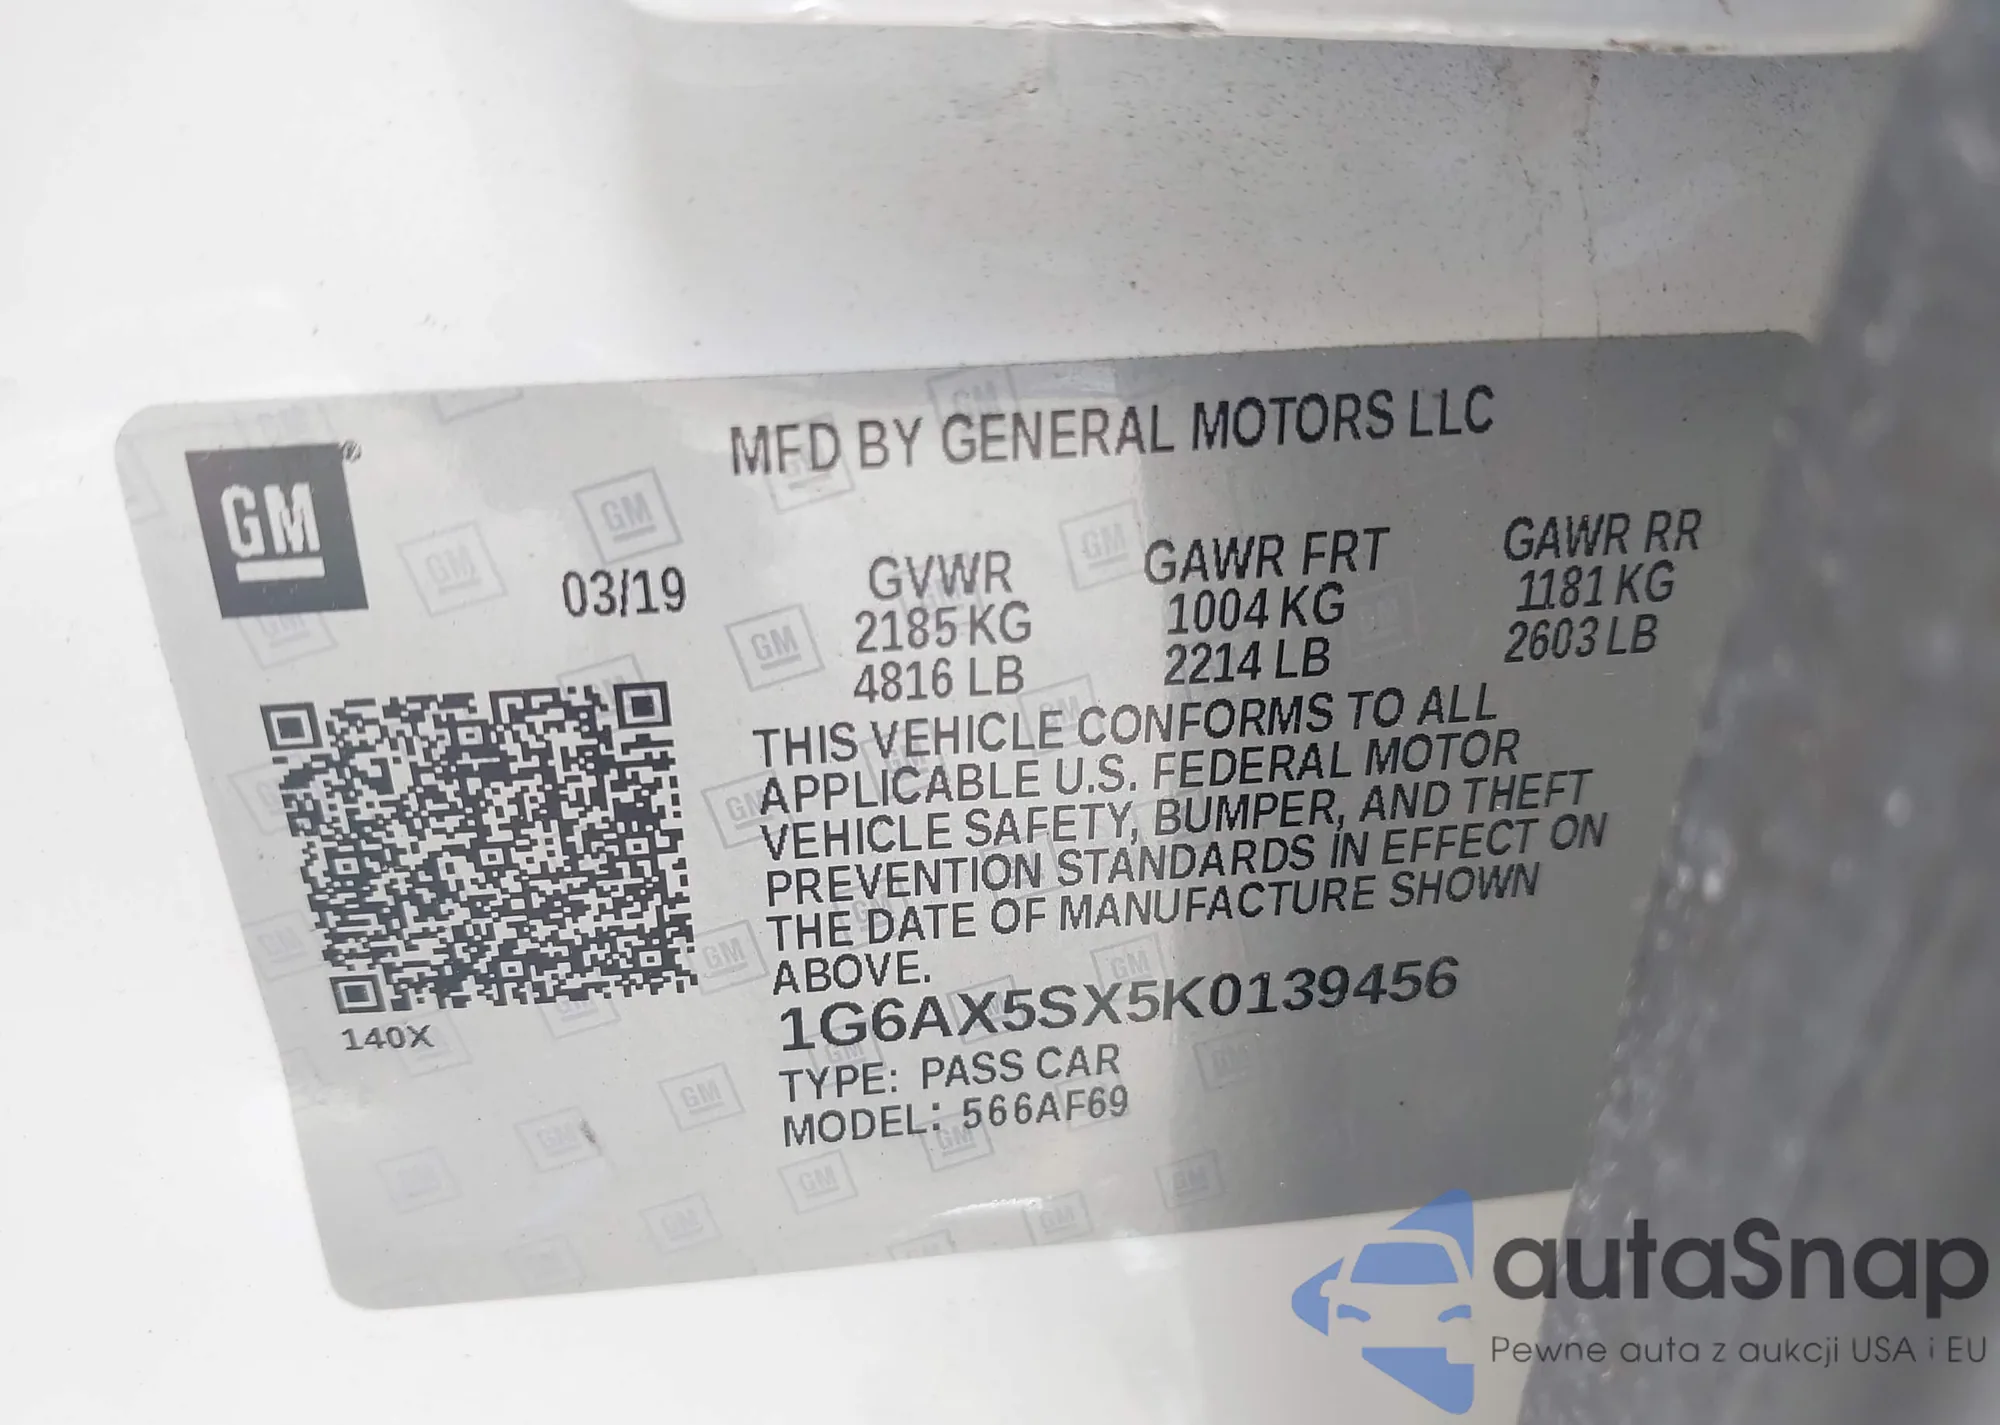 MFD BY GENERAL MOTORS LLC
GM
®
03/19
GVWR
2185 KG
4816 LB
GAWR FRT
1004 KG
2214 LB
GAWR RR
1181 KG
2603 LB
THIS VEHICLE CONFORMS TO ALL
APPLICABLE U.S. FEDERAL MOTOR
VEHICLE SAFETY, BUMPER, AND THEFT
PREVENTION STANDARDS IN EFFECT ON
THE DATE OF MANUFACTURE SHOWN
ABOVE.
140X
1G6AX5SX5K0139456
TYPE: PASS CAR
MODEL: 566AF69
autaSnap
Pewne auta z aukcji USA i EU